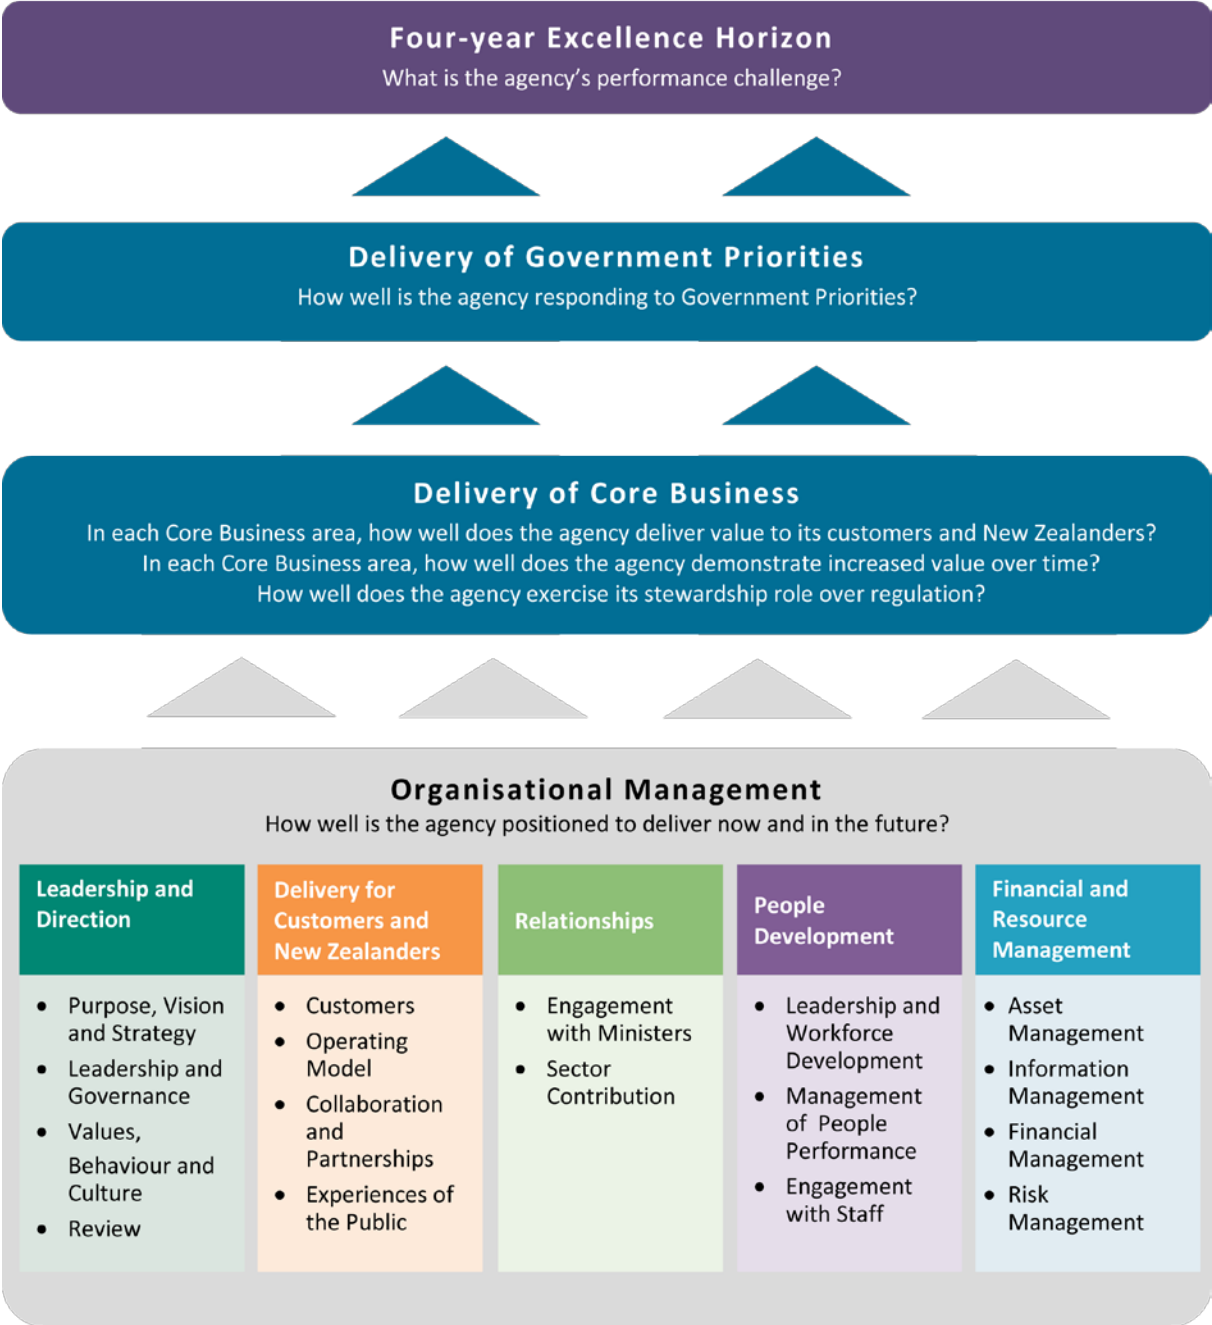 Four-year Excellence Horizon
What is the agency's performance challenge?
Delivery of Government Priorities
How well is the agency responding to Government Priorities?
Delivery of Core Business
In each Core Business area, how well does the agency deliver value to its customers and New Zealanders?
In each Core Business area, how well does the agency demonstrate increased value over time?
How well does the agency exercise its stewardship role over regulation?
Organisational Management
How well is the agency positioned to deliver now and in the future?
Leadership and
Direction
• Purpose, Vision
and Strategy
• Leadership and
Governance
• Values,
Behaviour and
Culture
• Review
Delivery for
Customers and
New Zealanders
• Customers
• Operating
Model
• Collaboration
and
Partnerships
• Experiences of
the Public
Relationships
• Engagement
with Ministers
• Sector
Contribution
People
Development
• Leadership and
Workforce
Development
• Management
of People
Performance
• Engagement
with Staff
Financial and
Resource
Management
• Asset
Management
• Information
Management
• Financial
Management
• Risk
Management